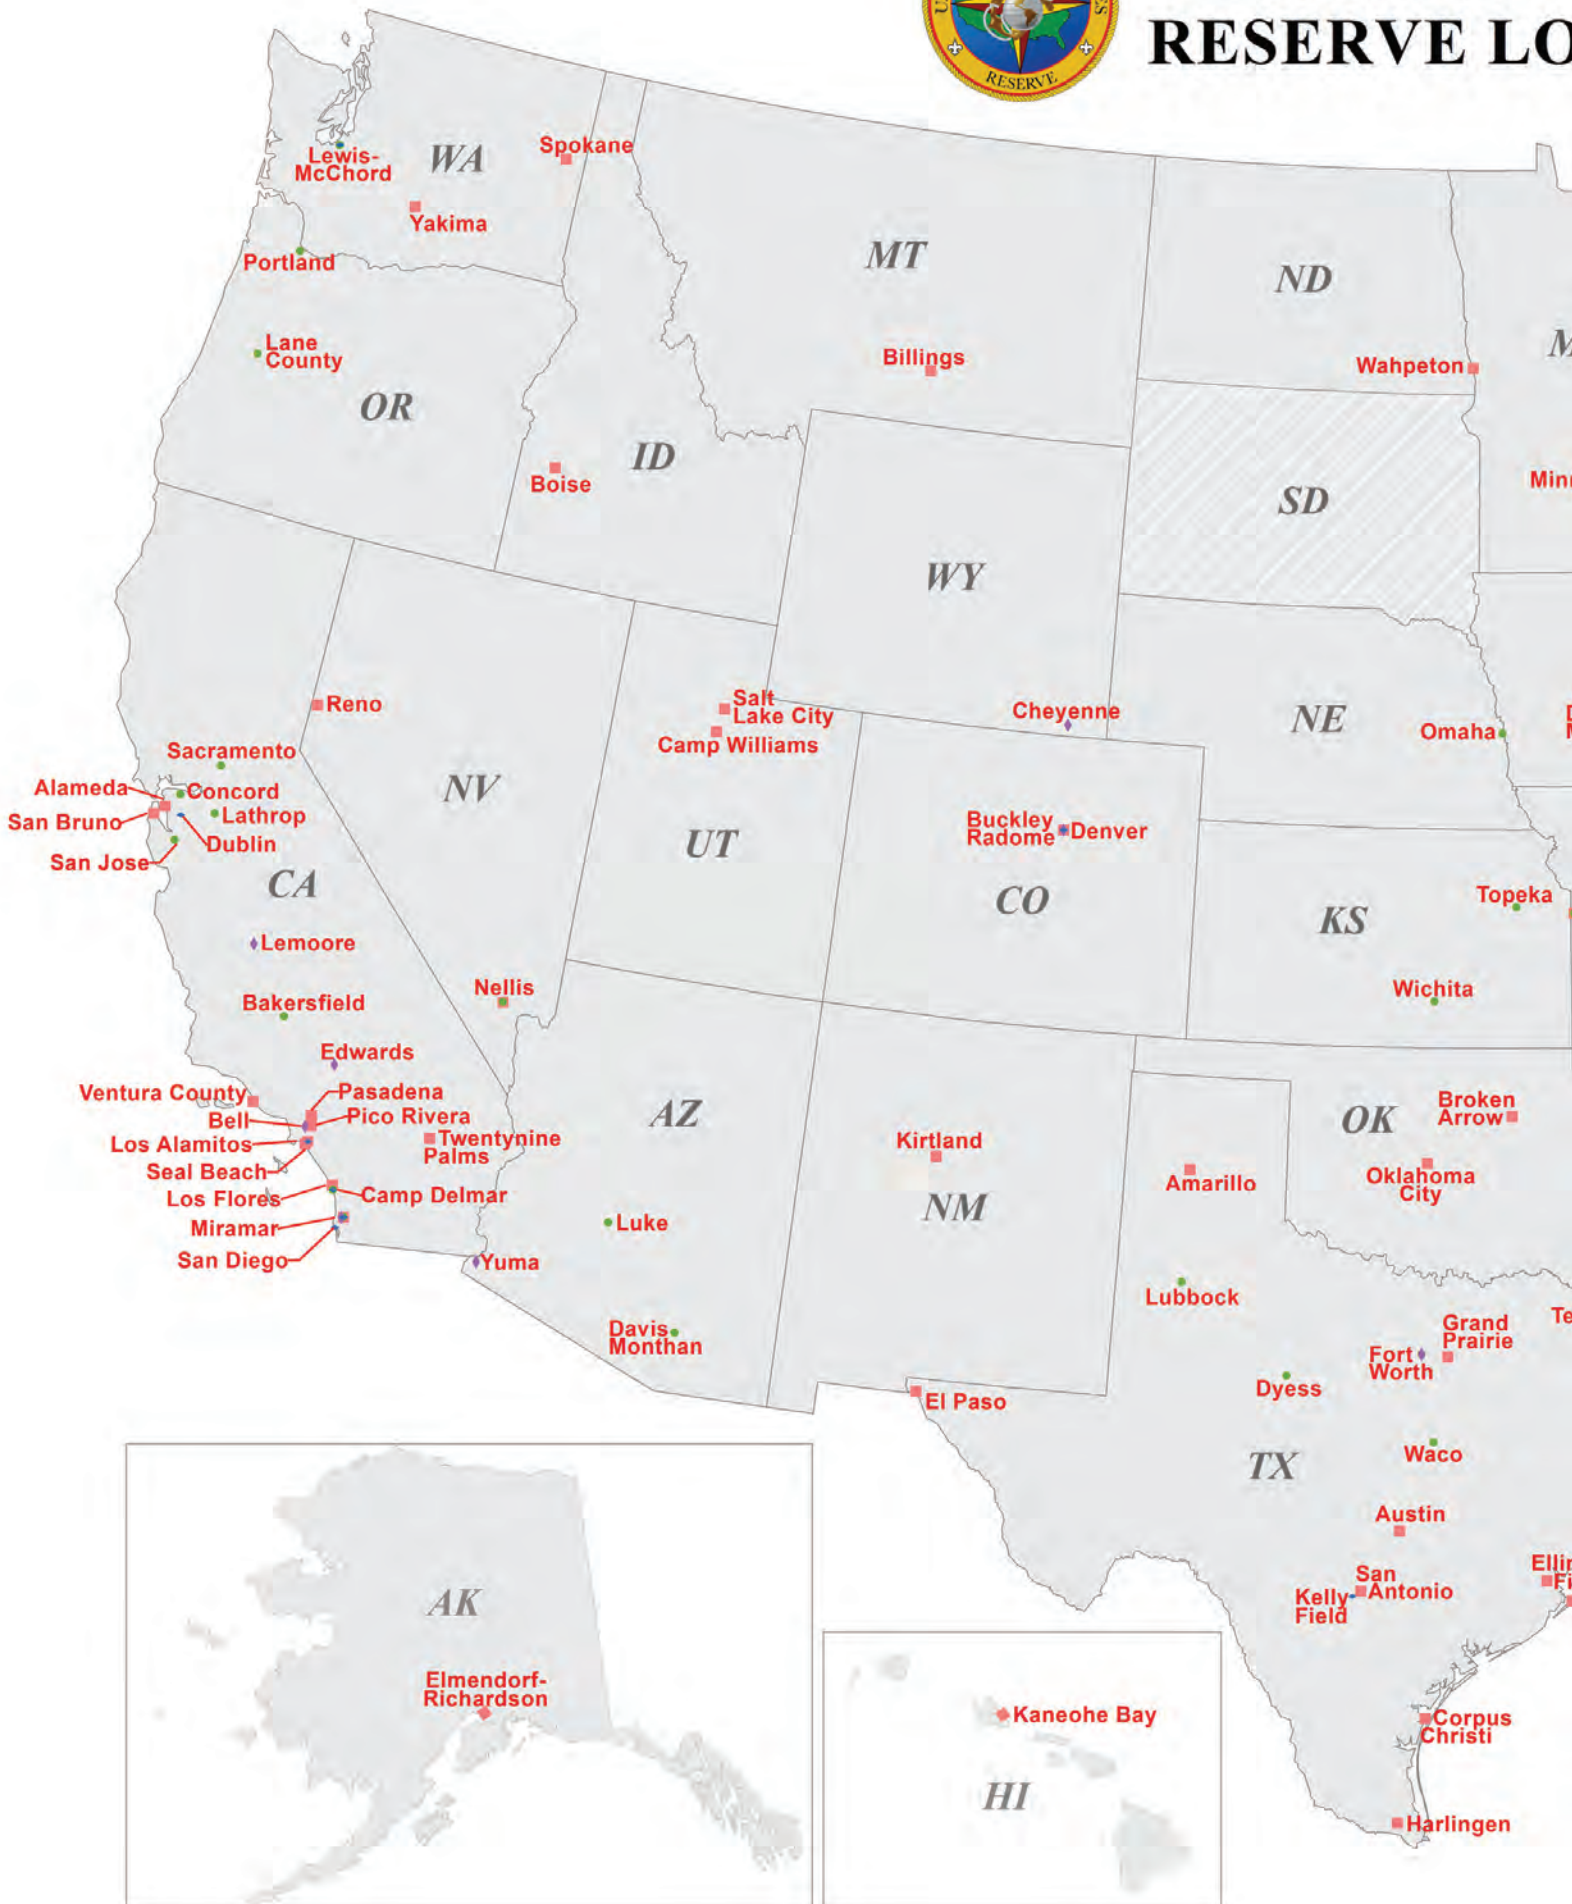 RESERVE
RESERVE LO
WA
Spokane
Lewis-
McChord
Yakima
Portland
MT
ND
Lane
County
Billings
Wahpeton
OR
ID
Boise
SD
Minn
WY
Reno
Salt
Lake City
Camp Williams
Cheyenne
NE
Omaha
Sacramento
Alameda
Concord
San Bruno
Lathrop
Dublin
San Jose
NV
UT
Buckley
Radome
Denver
CA
CO
KS
Topeka
Lemoore
Bakersfield
Nellis
Wichita
Edwards
Ventura County
Pasadena
Bell
Pico Rivera
Los Alamitos
Twentynine
Palms
Seal Beach
Los Flores
Camp Delmar
Miramar
San Diego
AZ
Kirtland
NM
Amarillo
OK
Broken
Arrow
Oklahoma
City
Luke
Yuma
Lubbock
Davis
Monthan
Grand
Prairie
Te
Fort
Worth
El Paso
Dyess
Waco
TX
Austin
San
Antonio
Kelly
Field
AK
Elmendorf-
Richardson
Kaneohe Bay
HI
Corpus
Christi
Harlingen